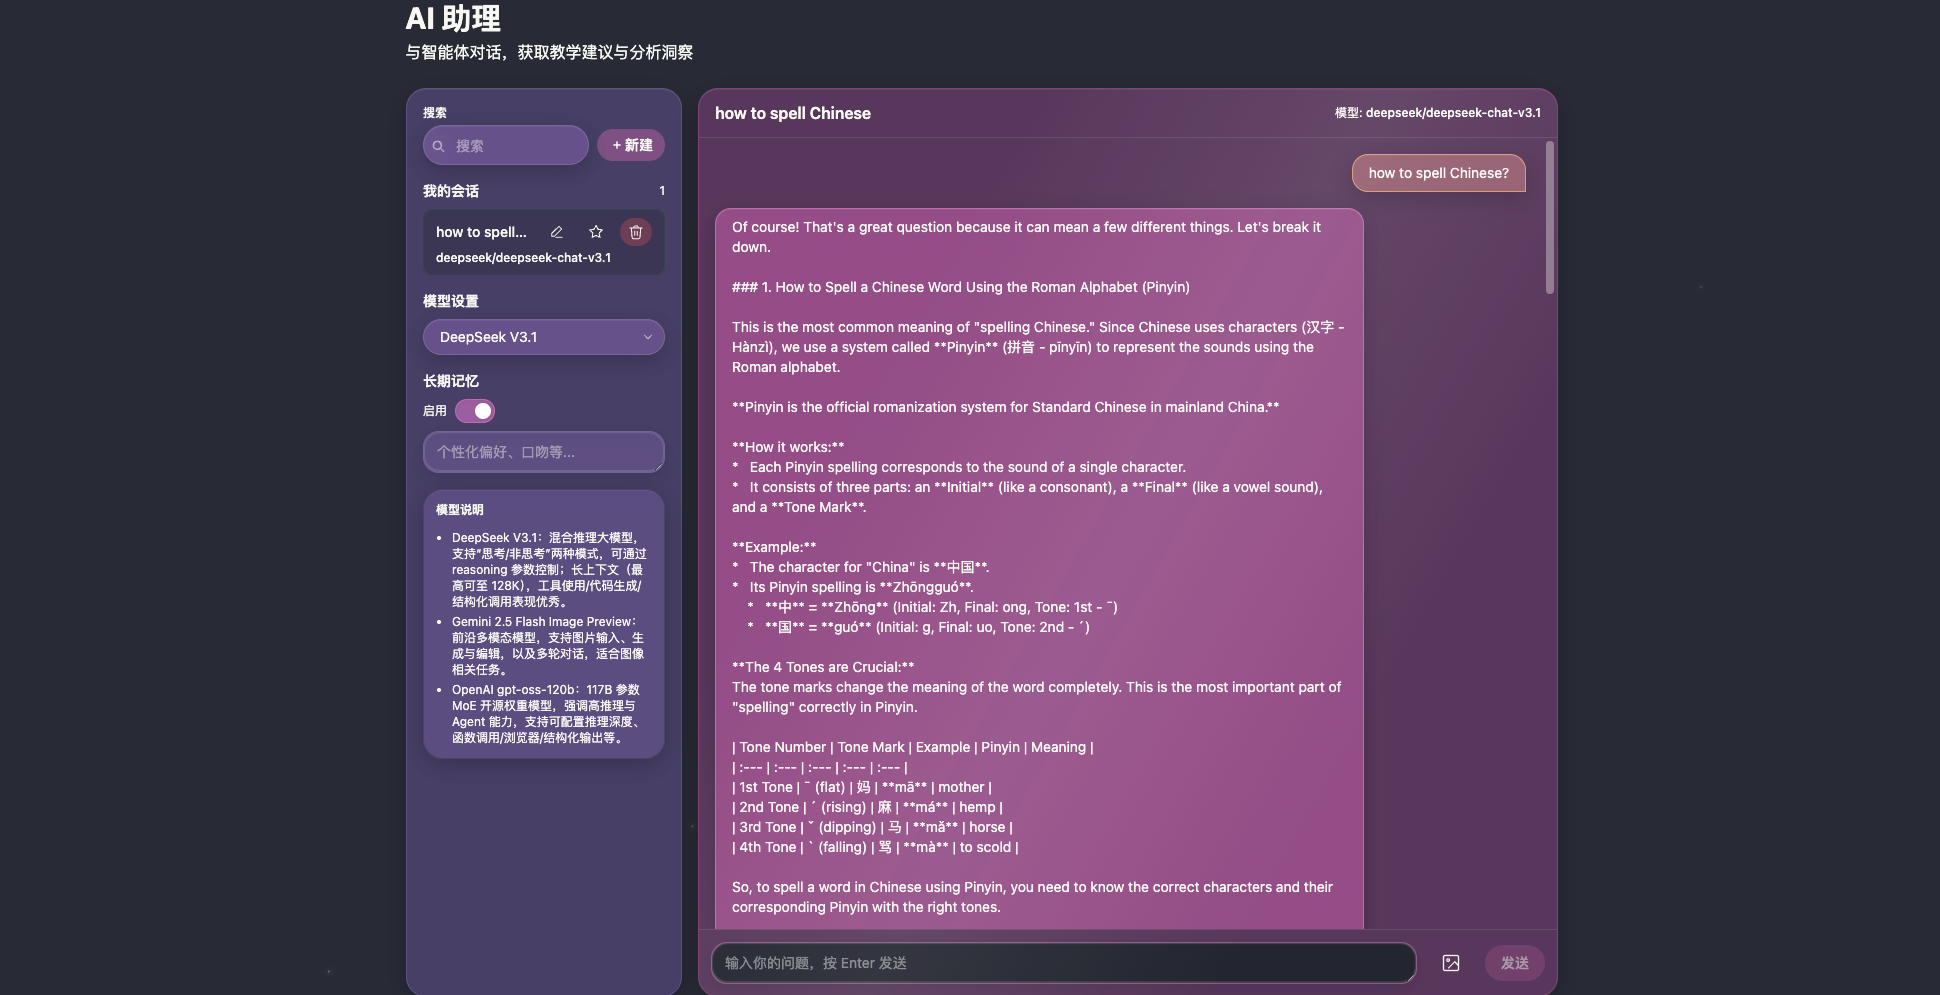 AI 助理
与智能体对话，获取教学建议与分析洞察
搜索
搜索
+ 新建
我的会话
1
how to spell...
deepseek/deepseek-chat-v3.1
模型设置
DeepSeek V3.1
长期记忆
启用
个性化偏好、口吻等...
模型说明
• DeepSeek V3.1：混合推理大模型，
支持"思考/非思考"两种模式，可通过
reasoning 参数控制；长上下文（最
高可至 128K），工具使用/代码生成/
结构化调用表现优秀。
• Gemini 2.5 Flash Image Preview：
前沿多模态模型，支持图片输入、生
成与编辑，以及多轮对话，适合图像
相关任务。
• OpenAI gpt-oss-120b：117B 参数
MoE 开源权重模型，强调高推理与
Agent 能力，支持可配置推理深度、
函数调用/浏览器/结构化输出等。
how to spell Chinese
模型: deepseek/deepseek-chat-v3.1
how to spell Chinese?
Of course! That's a great question because it can mean a few different things. Let's break it
down.
### 1. How to Spell a Chinese Word Using the Roman Alphabet (Pinyin)
This is the most common meaning of "spelling Chinese." Since Chinese uses characters (汉字 -
Hànzì), we use a system called **Pinyin** (拼音 - pīnyīn) to represent the sounds using the
Roman alphabet.
**Pinyin is the official romanization system for Standard Chinese in mainland China.**
**How it works:**
* Each Pinyin spelling corresponds to the sound of a single character.
* It consists of three parts: an **Initial** (like a consonant), a **Final** (like a vowel sound),
and a **Tone Mark**.
**Example:**
* The character for "China" is **中国**.
* Its Pinyin spelling is **Zhōngguó**.
* **中** = **Zhōng** (Initial: Zh, Final: ong, Tone: 1st - ˉ)
* **国** = **guó** (Initial: g, Final: uo, Tone: 2nd - ˊ)
**The 4 Tones are Crucial:**
The tone marks change the meaning of the word completely. This is the most important part of
"spelling" correctly in Pinyin.
| Tone Number | Tone Mark | Example | Pinyin | Meaning |
| :--- | :--- | :--- | :--- | :--- |
| 1st Tone | ˉ (flat) | 妈 | **mā** | mother |
| 2nd Tone | ˊ (rising) | 麻 | **má** | hemp |
| 3rd Tone | ˇ (dipping) | 马 | **mǎ** | horse |
| 4th Tone | ˋ (falling) | 骂 | **mà** | to scold |
So, to spell a word in Chinese using Pinyin, you need to know the correct characters and their
corresponding Pinyin with the right tones.
输入你的问题，按 Enter 发送
发送